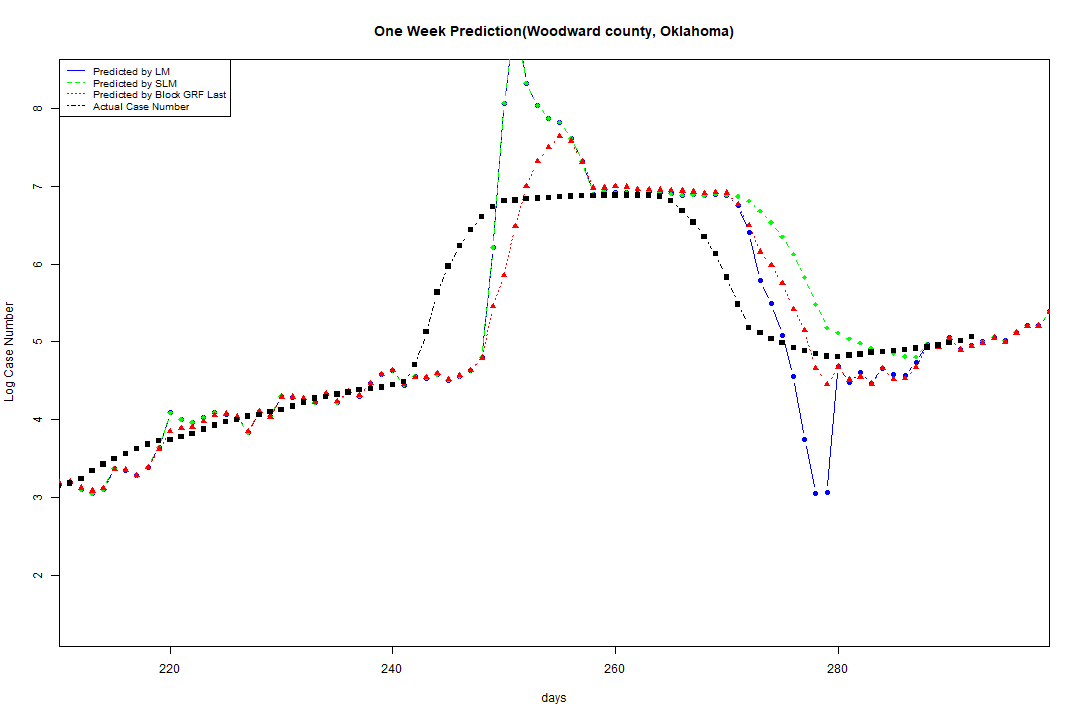 One Week Prediction(Woodward county, Oklahoma)
Predicted by LM
Predicted by SLM
Predicted by Block GRF Last
Actual Case Number
8
7
6
5
4
3
2
Log Case Number
220 240 260 280
days